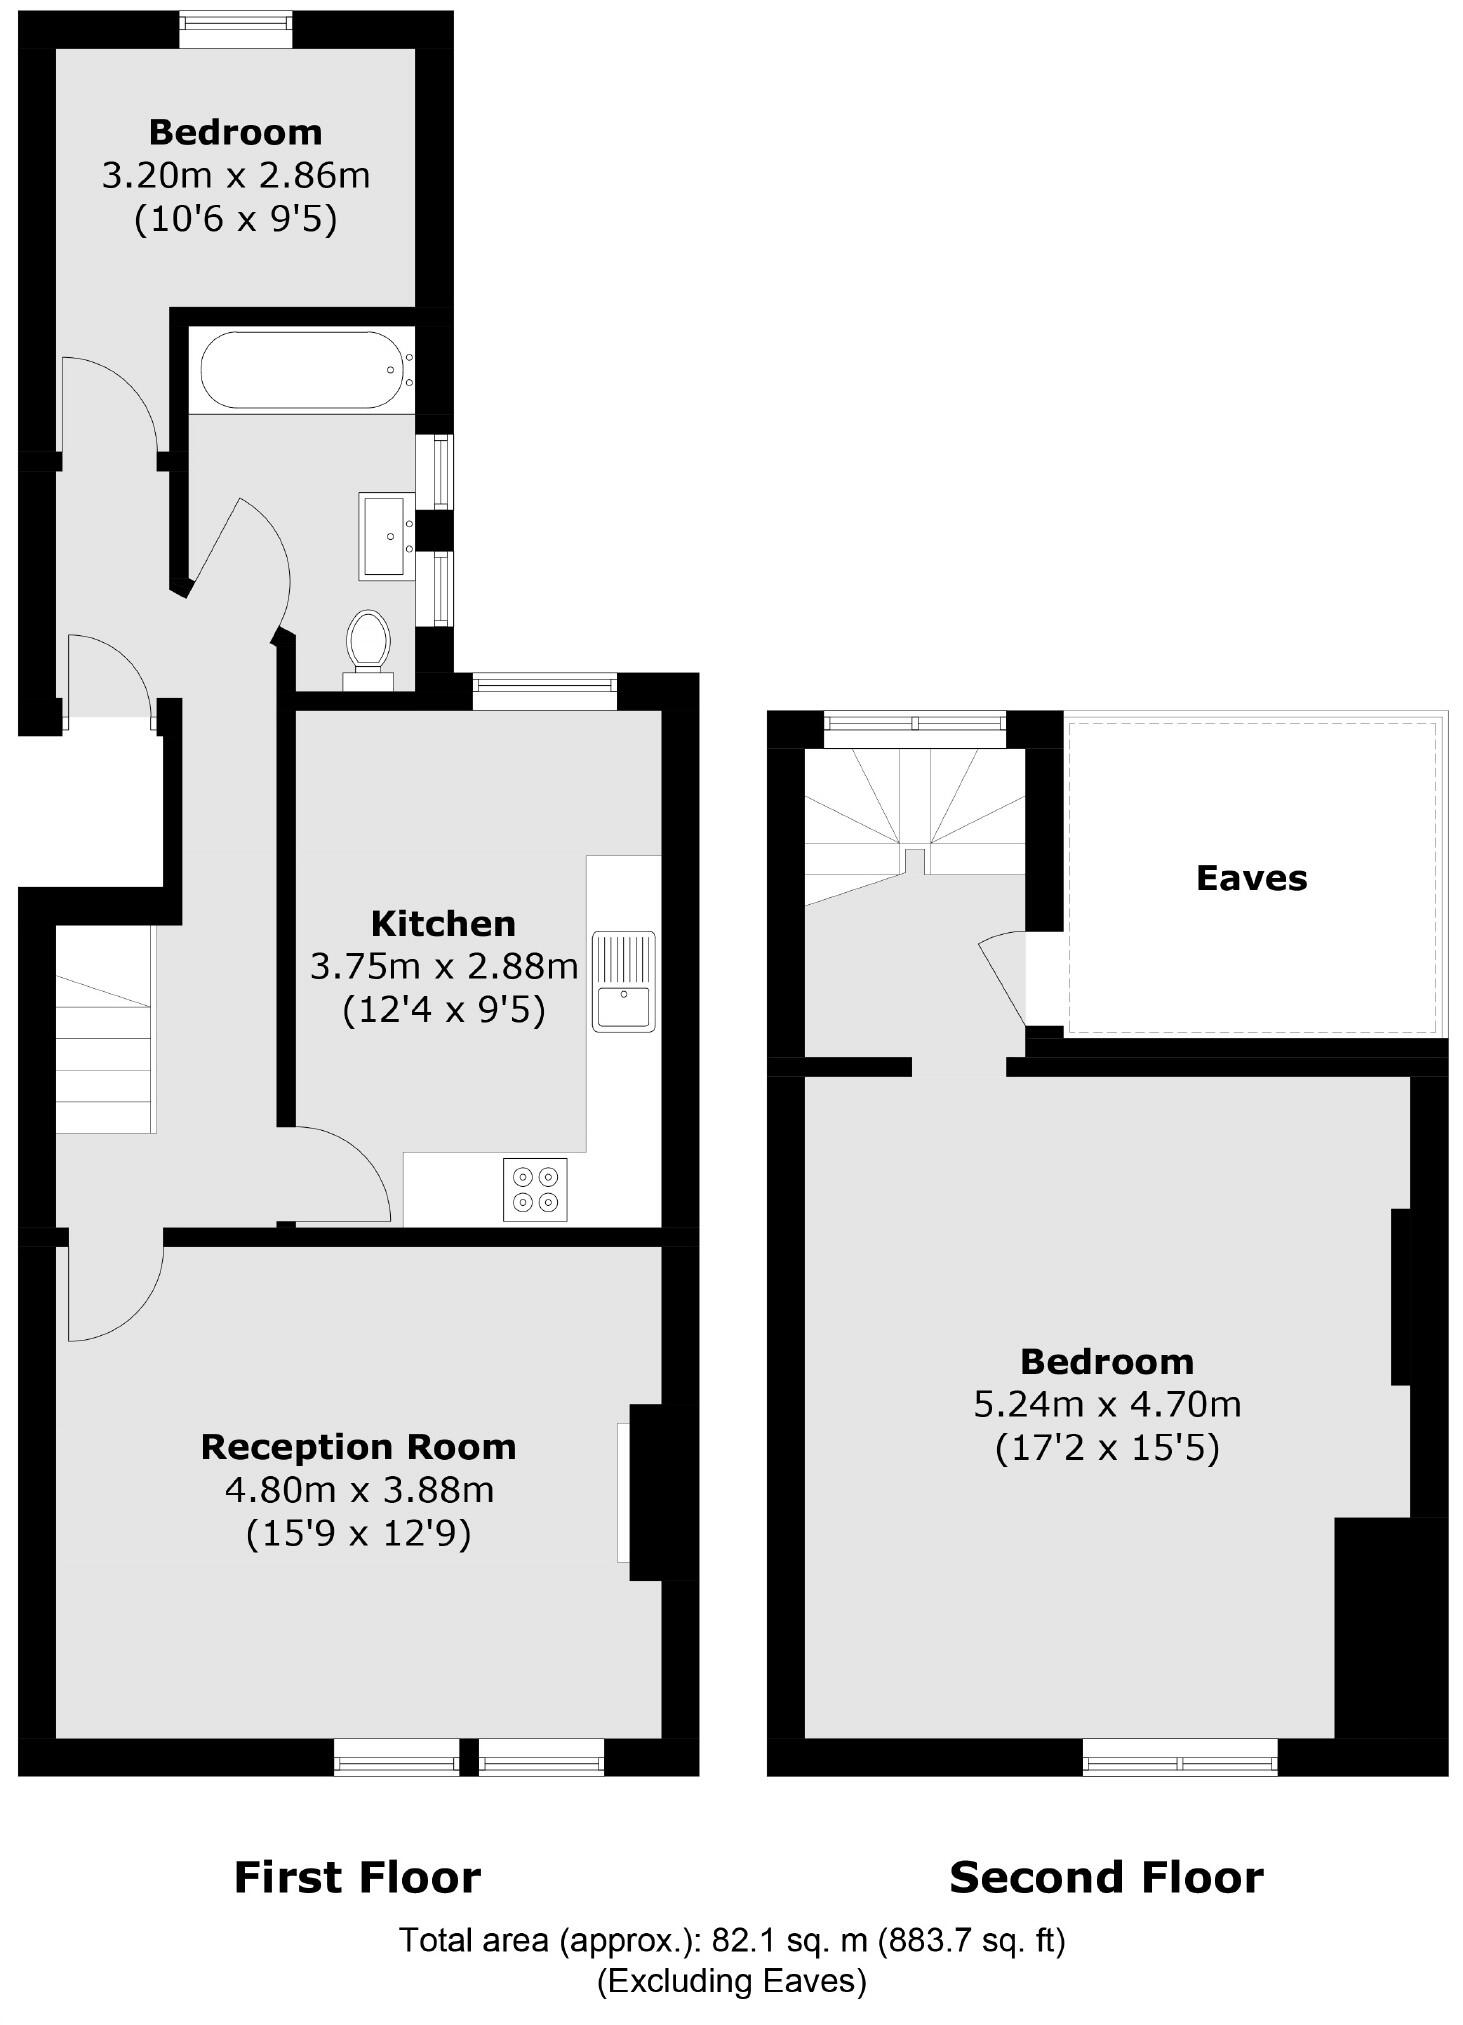 Bedroom
3.20m x 2.86m
(10'6 x 9'5)
Kitchen
3.75m x 2.88m
(12'4 x 9'5)
Reception Room
4.80m x 3.88m
(15'9 x 12'9)
First Floor
Eaves
Bedroom
5.24m x 4.70m
(17'2 x 15'5)
Second Floor
Total area (approx.): 82.1 sq. m (883.7 sq. ft)
(Excluding Eaves)